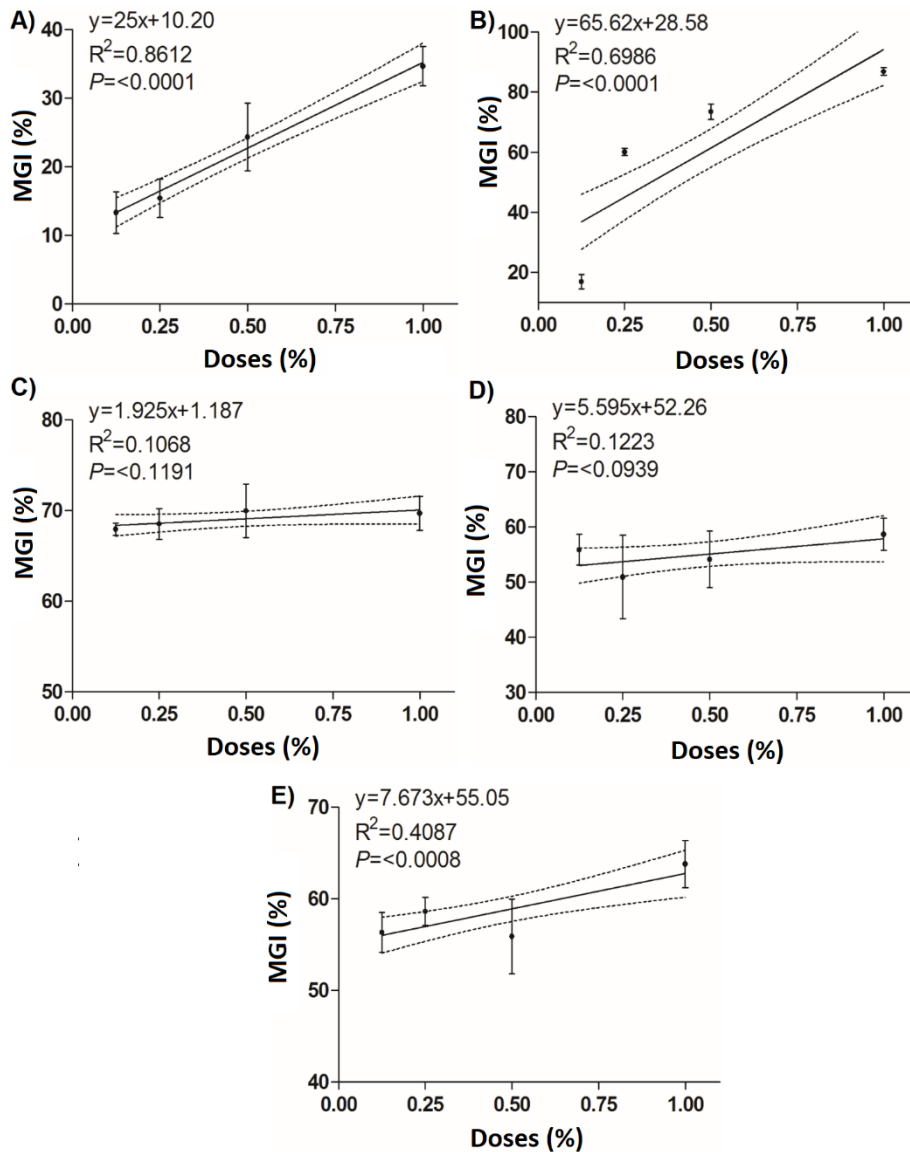 A)
y=25x+10.20
R²=0.8612
P=<0.0001
MGI (%)
40
30
20
10
0
0.00 0.25 0.50 0.75 1.00
Doses (%)
B)
y=65.62x+28.58
R²=0.6986
P=<0.0001
MGI (%)
100
80
60
40
20
0.00 0.25 0.50 0.75 1.00
Doses (%)
C)
y=1.925x+1.187
R²=0.1068
P=<0.1191
MGI (%)
80
70
60
50
0.00 0.25 0.50 0.75 1.00
Doses (%)
D)
y=5.595x+52.26
R²=0.1223
P=<0.0939
MGI (%)
80
70
60
50
40
30
0.00 0.25 0.50 0.75 1.00
Doses (%)
E)
y=7.673x+55.05
R²=0.4087
P=<0.0008
MGI (%)
70
60
50
40
0.00 0.25 0.50 0.75 1.00
Doses (%)